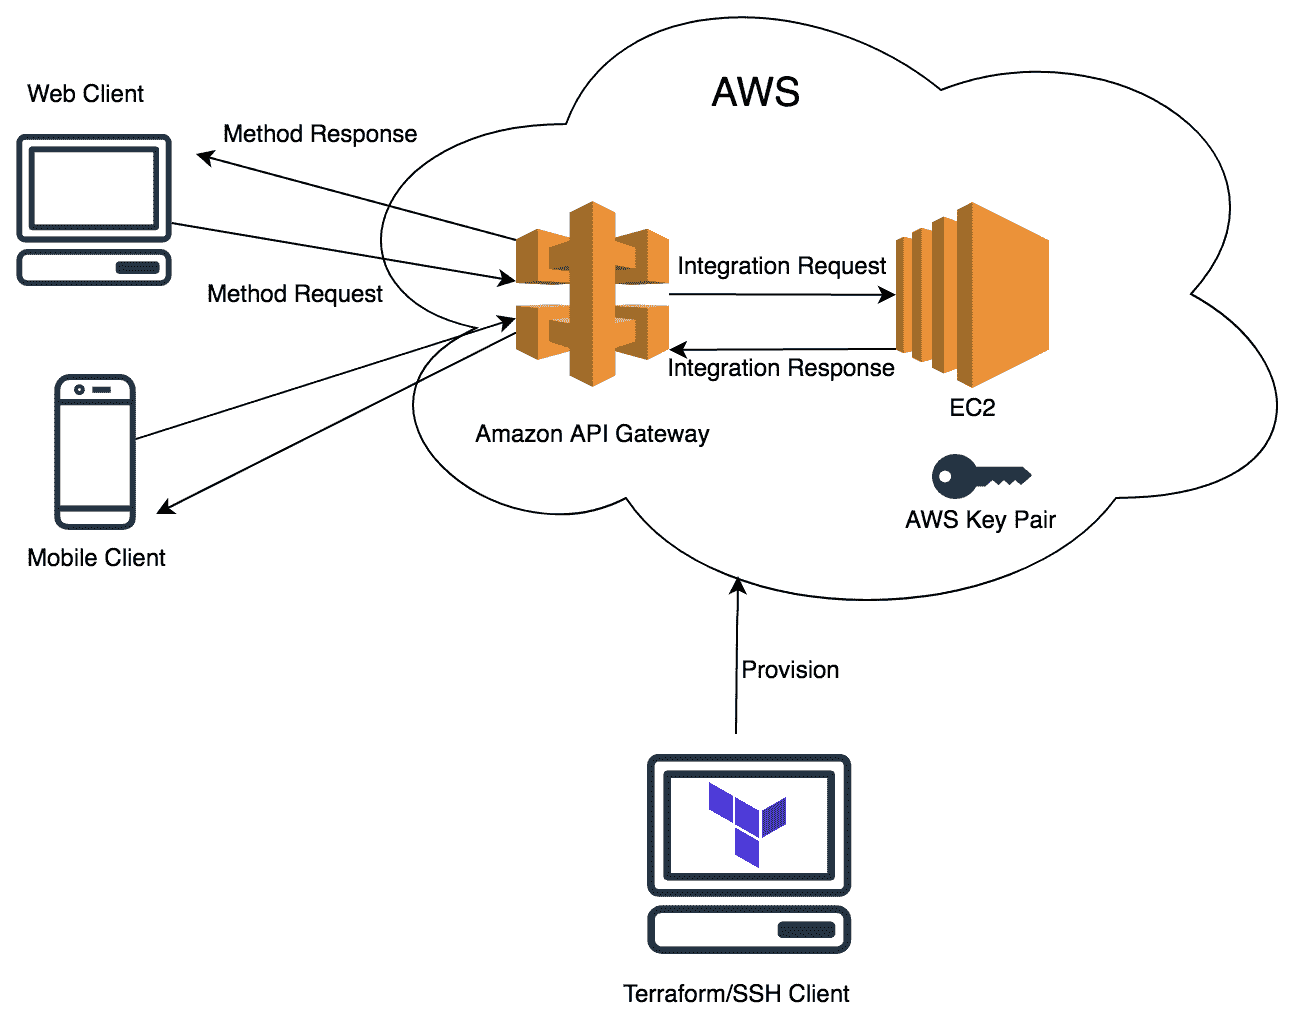 AWS
Web Client
Method Response
Integration Request
Method Request
Integration Response
EC2
Amazon API Gateway
AWS Key Pair
Mobile Client
Provision
Terraform/SSH Client